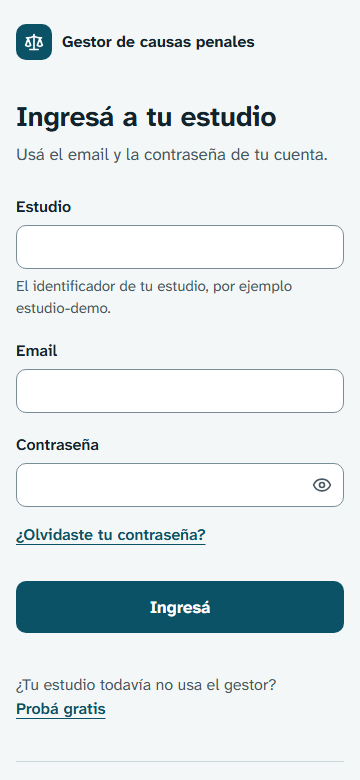 Gestor de causas penales
Ingresá a tu estudio
Usá el email y la contraseña de tu cuenta.
Estudio
El identificador de tu estudio, por ejemplo
estudio-demo.
Email
Contraseña
¿Olvidaste tu contraseña?
Ingresá
¿Tu estudio todavía no usa el gestor?
Probá gratis